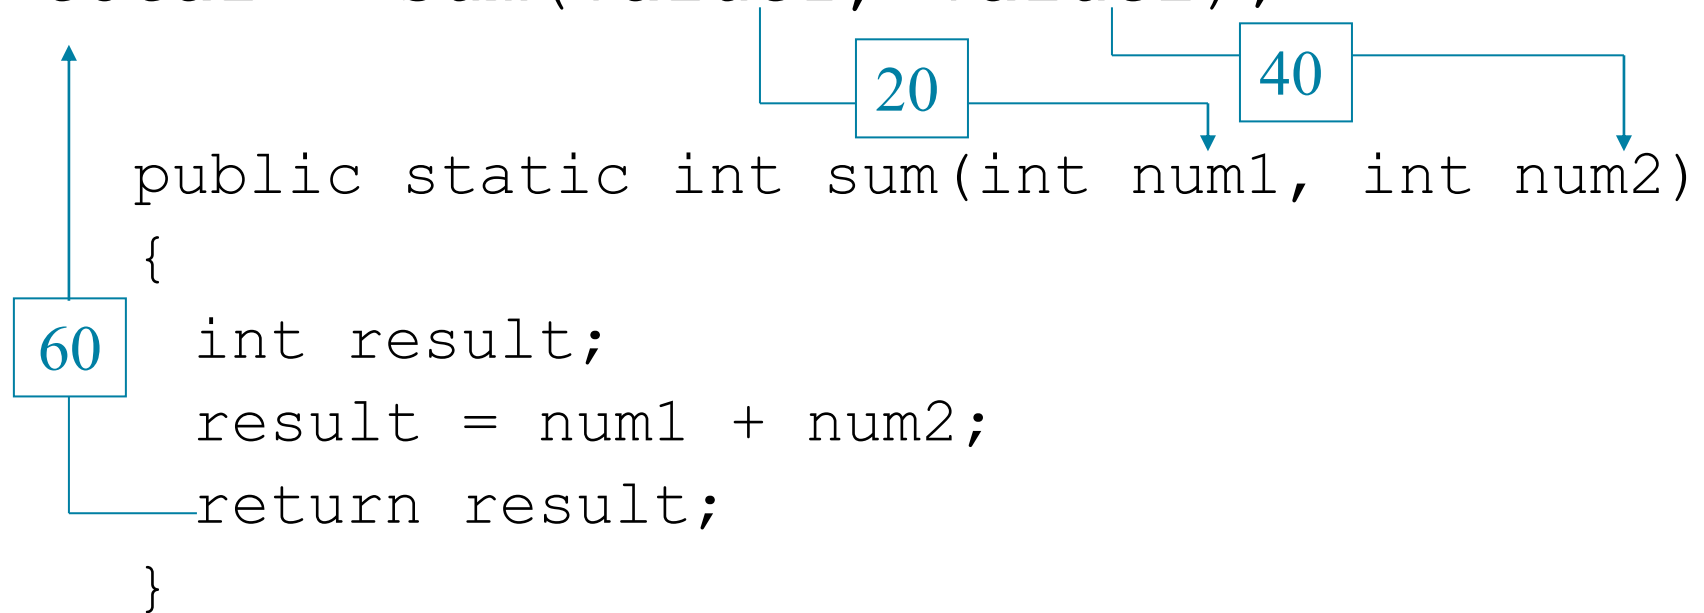 20
40
public static int sum(int num1, int num2)
{
60
int result;
result = num1 + num2;
return result;
}